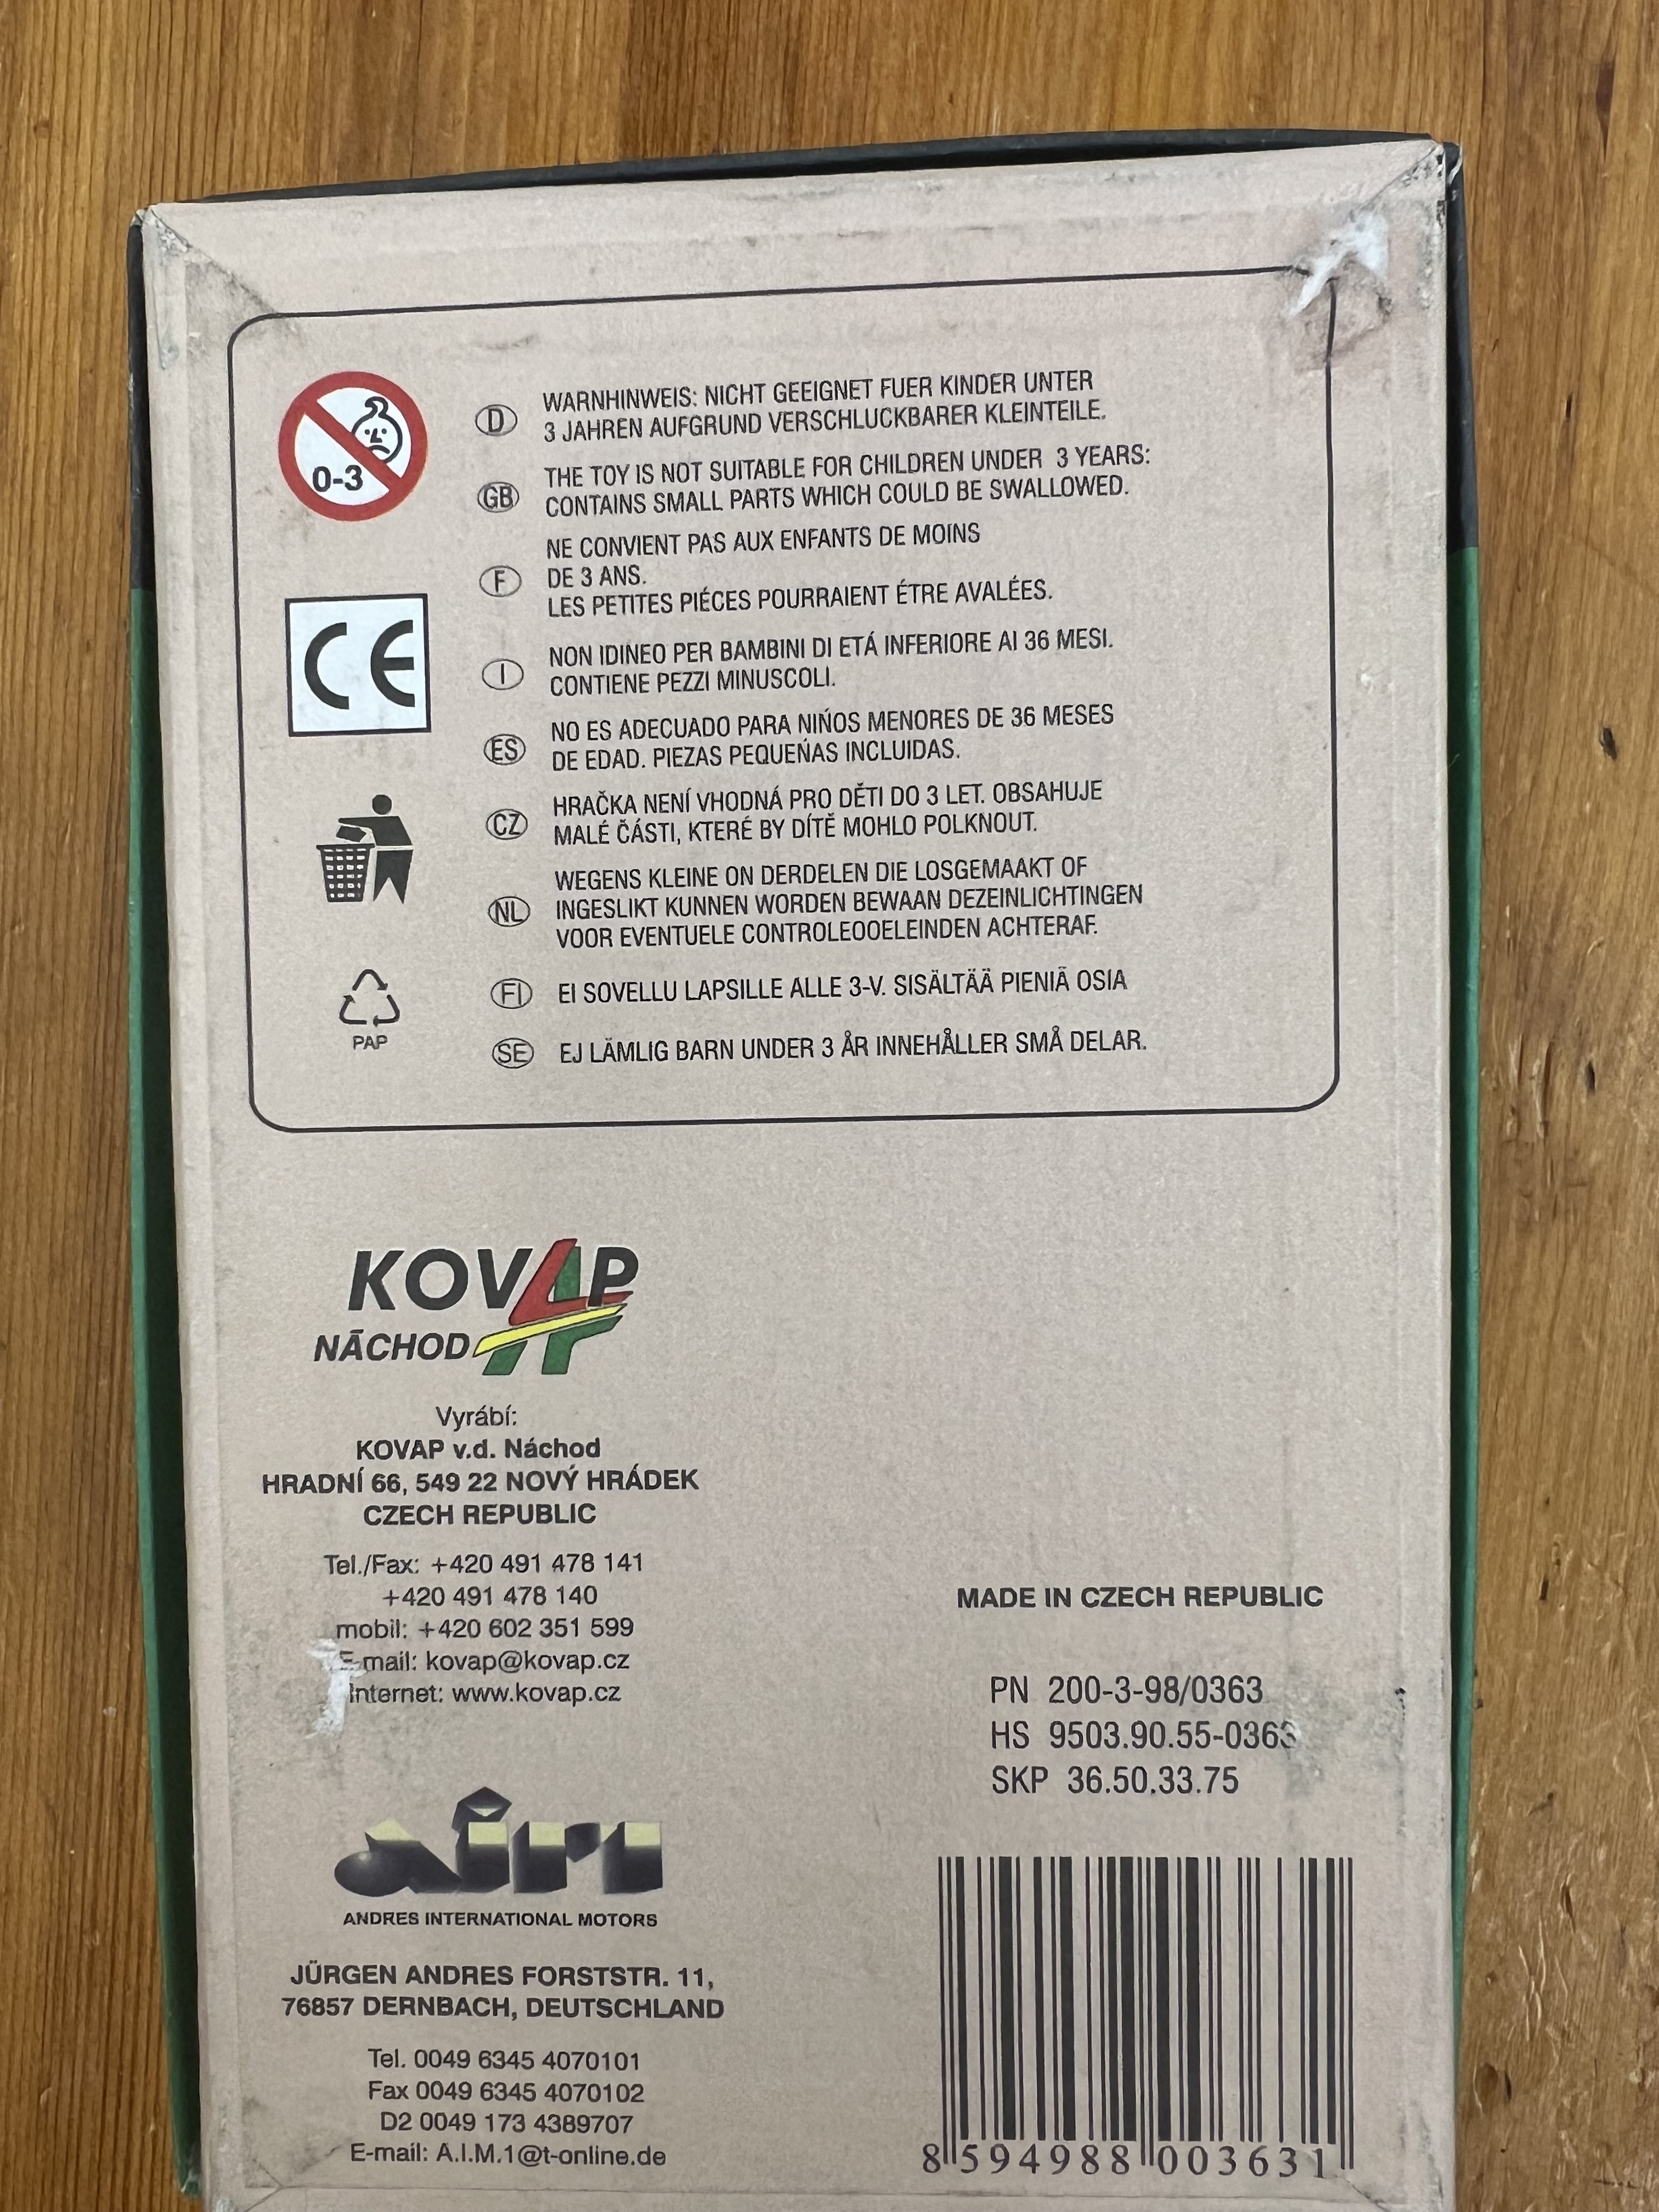 0-3
D
WARNHINWEIS: NICHT GEEIGNET FUER KINDER UNTER
3 JAHREN AUFGRUND VERSCHLUCKBARER KLEINTEILE.
GB
THE TOY IS NOT SUITABLE FOR CHILDREN UNDER 3 YEARS:
CONTAINS SMALL PARTS WHICH COULD BE SWALLOWED.
F
NE CONVIENT PAS AUX ENFANTS DE MOINS
DE 3 ANS.
LES PETITES PIÉCES POURRAIENT ÉTRE AVALÉES.
CE
I
NON IDINEO PER BAMBINI DI ETÁ INFERIORE AI 36 MESI.
CONTIENE PEZZI MINUSCOLI.
ES
NO ES ADECUADO PARA NIŃOS MENORES DE 36 MESES
DE EDAD. PIEZAS PEQUEŃAS INCLUIDAS.
CZ
HRAČKA NENÍ VHODNÁ PRO DĚTI DO 3 LET. OBSAHUJE
MALÉ ČÁSTI, KTERÉ BY DÍTĚ MOHLO POLKNOUT.
NL
WEGENS KLEINE ON DERDELEN DIE LOSGEMAAKT OF
INGESLIKT KUNNEN WORDEN BEWAAN DEZEINLICHTINGEN
VOOR EVENTUELE CONTROLEOOELEINDEN ACHTERAF.
FI
EI SOVELLU LAPSILLE ALLE 3-V. SISÄLTÄÄ PIENIÄ OSIA
PAP
SE
EJ LÄMLIG BARN UNDER 3 ÅR INNEHÅLLER SMÅ DELAR.
KOVAP
NÁCHOD
Vyrábí:
KOVAP v.d. Náchod
HRADNÍ 66, 549 22 NOVÝ HRÁDEK
CZECH REPUBLIC
Tel./Fax: +420 491 478 141
+420 491 478 140
mobil: +420 602 351 599
E-mail: kovap@kovap.cz
Internet: www.kovap.cz
aim
ANDRES INTERNATIONAL MOTORS
JÜRGEN ANDRES FORSTSTR. 11,
76857 DERNBACH, DEUTSCHLAND
Tel. 0049 6345 4070101
Fax 0049 6345 4070102
D2 0049 173 4389707
E-mail: A.I.M.1@t-online.de
MADE IN CZECH REPUBLIC
PN 200-3-98/0363
HS 9503.90.55-0363
SKP 36.50.33.75
8 594988 003631